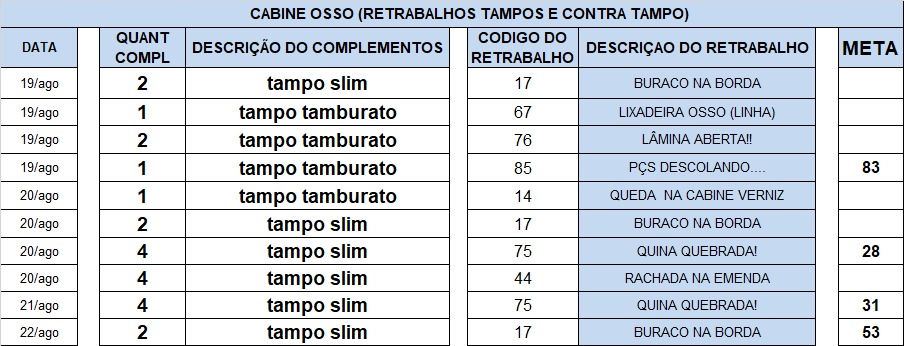 CABINE OSSO (RETRABALHOS TAMPOS E CONTRA TAMPO)
DATA QUANT COMPL DESCRIÇÃO DO COMPLEMENTOS CODIGO DO RETRABALHO DESCRIÇAO DO RETRABALHO META
19/ago 2 tampo slim 17 BURACO NA BORDA
19/ago 1 tampo tamburato 67 LIXADEIRA OSSO (LINHA)
19/ago 2 tampo tamburato 76 LÂMINA ABERTA!!
19/ago 1 tampo tamburato 85 PÇS DESCOLANDO.... 83
20/ago 1 tampo tamburato 14 QUEDA NA CABINE VERNIZ
20/ago 2 tampo slim 17 BURACO NA BORDA
20/ago 4 tampo slim 75 QUINA QUEBRADA! 28
20/ago 4 tampo slim 44 RACHADA NA EMENDA
21/ago 4 tampo slim 75 QUINA QUEBRADA! 31
22/ago 2 tampo slim 17 BURACO NA BORDA 53